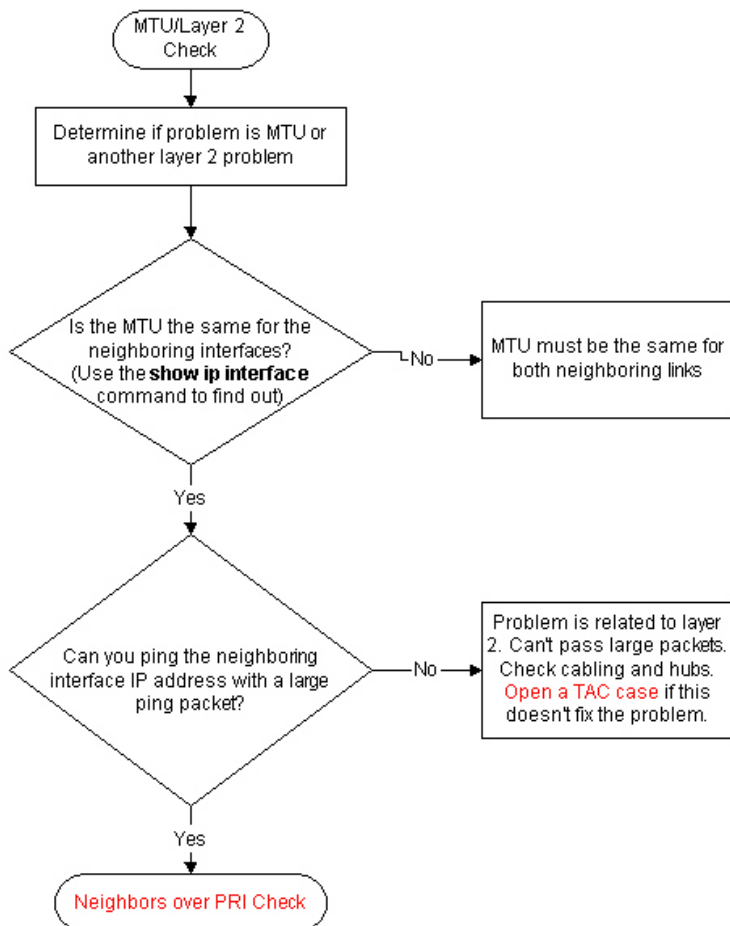 MTU/Layer 2
Check
Determine if problem is MTU or
another layer 2 problem
Is the MTU the same for the
neighboring interfaces?
(Use the show ip interface
command to find out)
No
MTU must be the same for
both neighboring links
Yes
Can you ping the neighboring
interface IP address with a large
ping packet?
No
Problem is related to layer
2. Can't pass large packets.
Check cabling and hubs.
Open a TAC case if this
doesn't fix the problem.
Yes
Neighbors over PRI Check